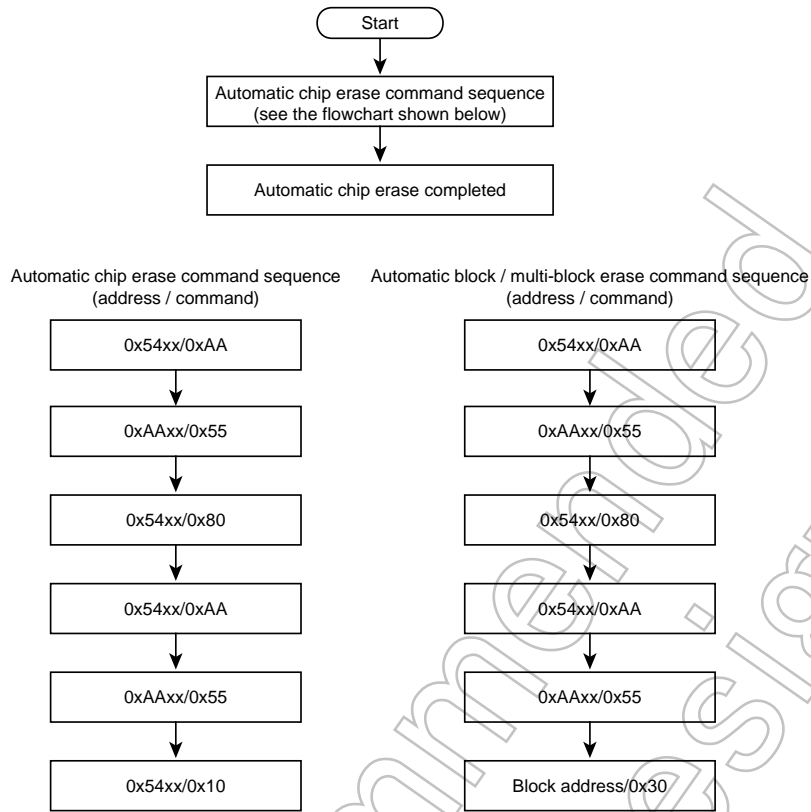 Start
Automatic chip erase command sequence
(see the flowchart shown below)
Automatic chip erase completed
Automatic chip erase command sequence
(address / command)
0x54xx/0xAA
0xAAxx/0x55
0x54xx/0x80
0x54xx/0xAA
0xAAxx/0x55
0x54xx/0x10
Automatic block / multi-block erase command sequence
(address / command)
0x54xx/0xAA
0xAAxx/0x55
0x54xx/0x80
0x54xx/0xAA
0xAAxx/0x55
Block address/0x30